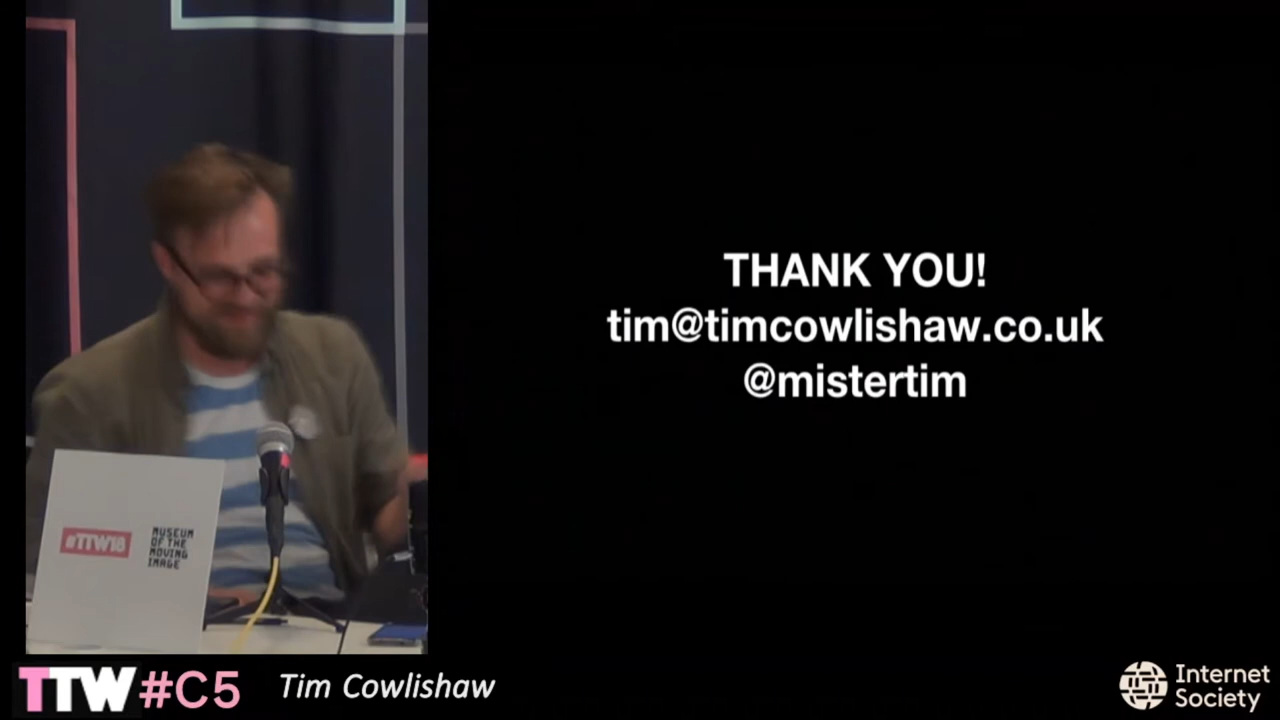 THANK YOU!
tim@timcowlishaw.co.uk
@mistertim
#TTW18
MUSEUM
OF THE
MOVING
IMAGE
TTW#C5
Tim Cowlishaw
Internet
Society